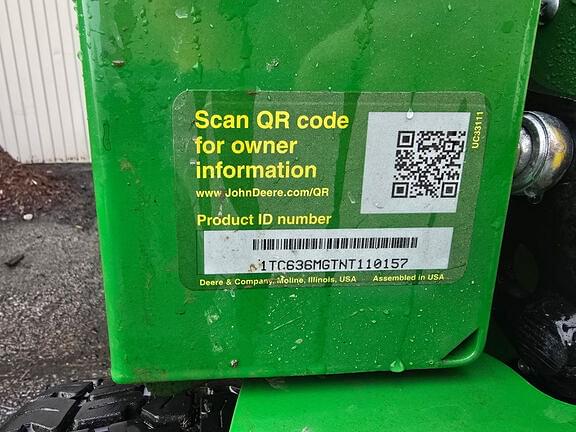 Scan QR code
for owner
information
www.JohnDeere.com/QR
UC33111
Product ID number
1TC636MGTNT110157
Deere & Company, Moline, Illinois, USA Assembled in USA